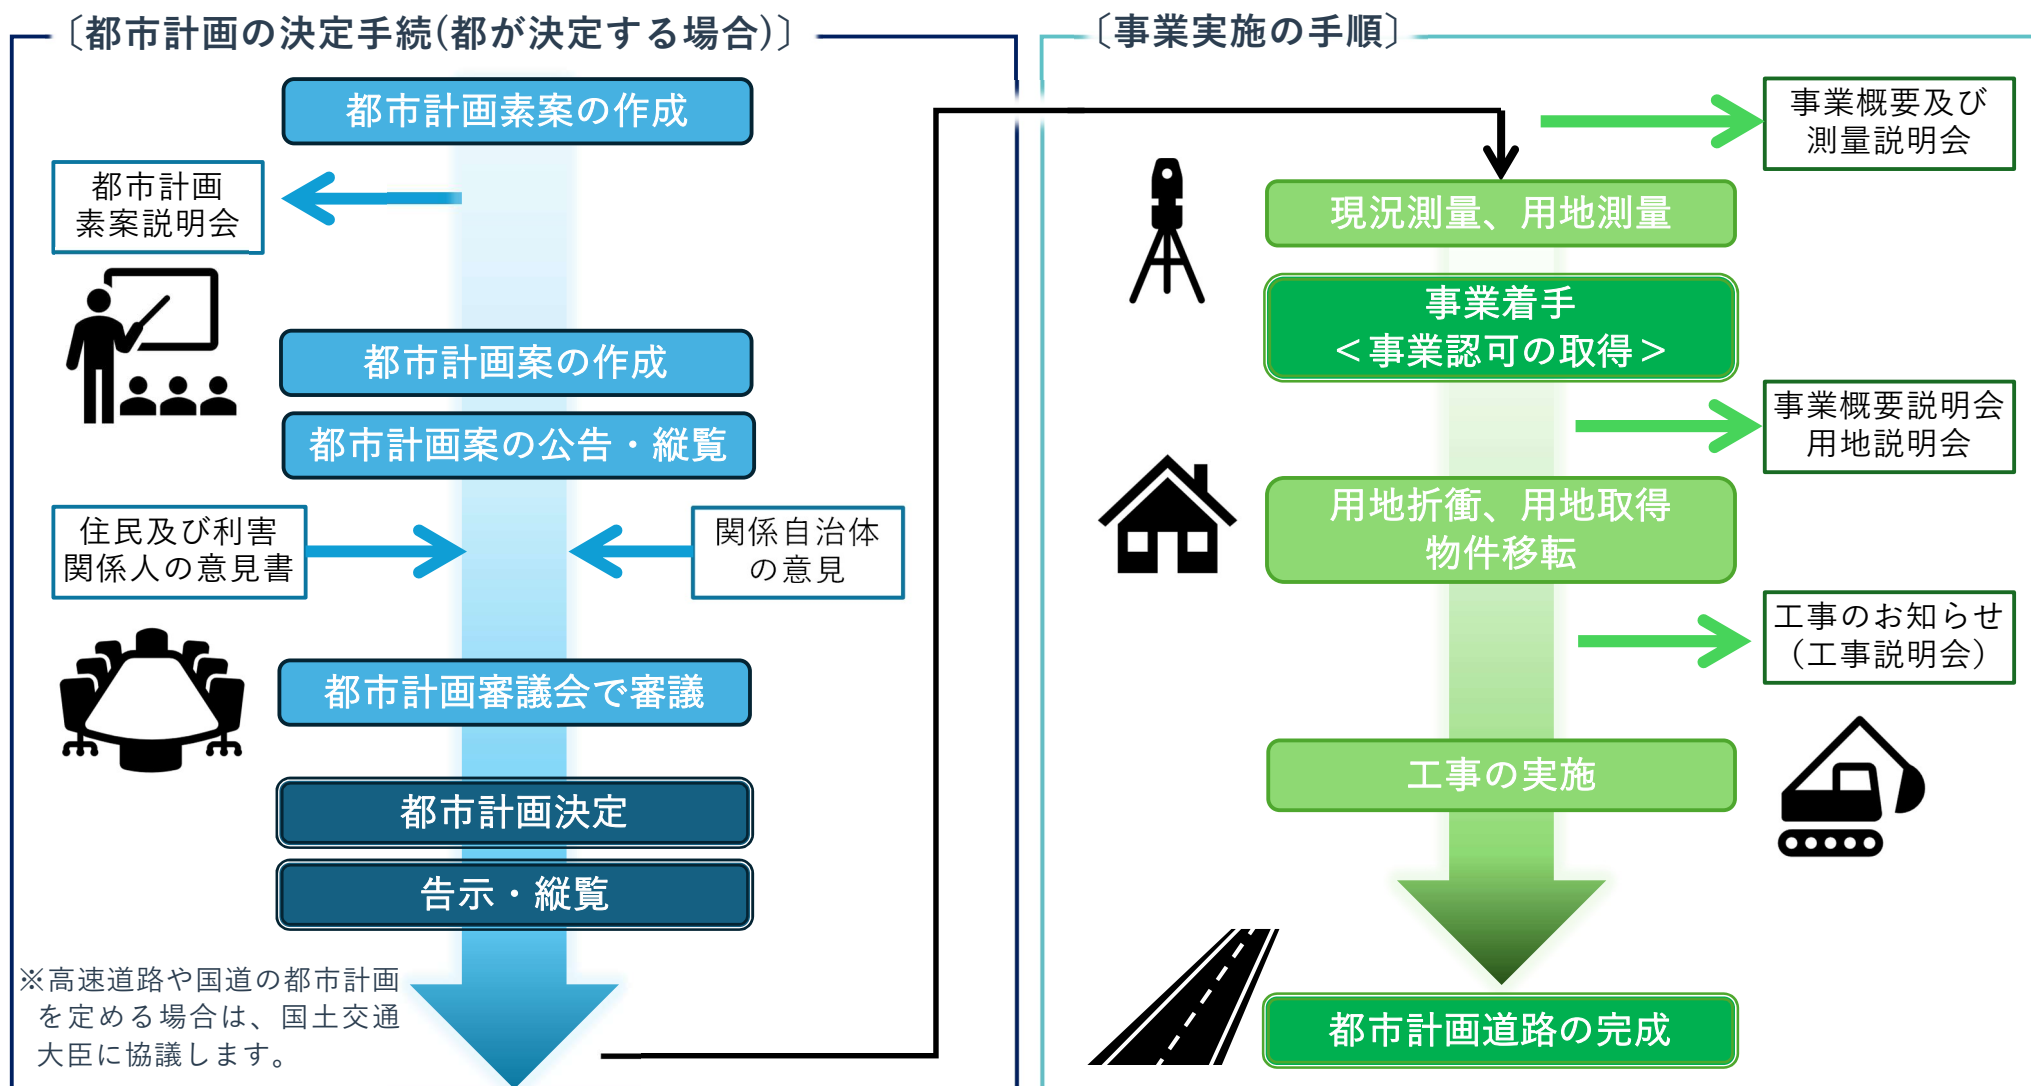 〔都市計画の決定手続(都が決定する場合)〕
都市計画素案の作成
都市計画
素案説明会
都市計画案の作成
都市計画案の公告・縦覧
住民及び利害
関係人の意見書
関係自治体
の意見
都市計画審議会で審議
都市計画決定
告示・縦覧
※高速道路や国道の都市計画
を定める場合は、国土交通
大臣に協議します。
〔事業実施の手順〕
事業概要及び
測量説明会
現況測量、用地測量
事業着手
＜事業認可の取得＞
事業概要説明会
用地説明会
用地折衝、用地取得
物件移転
工事のお知らせ
（工事説明会）
工事の実施
都市計画道路の完成